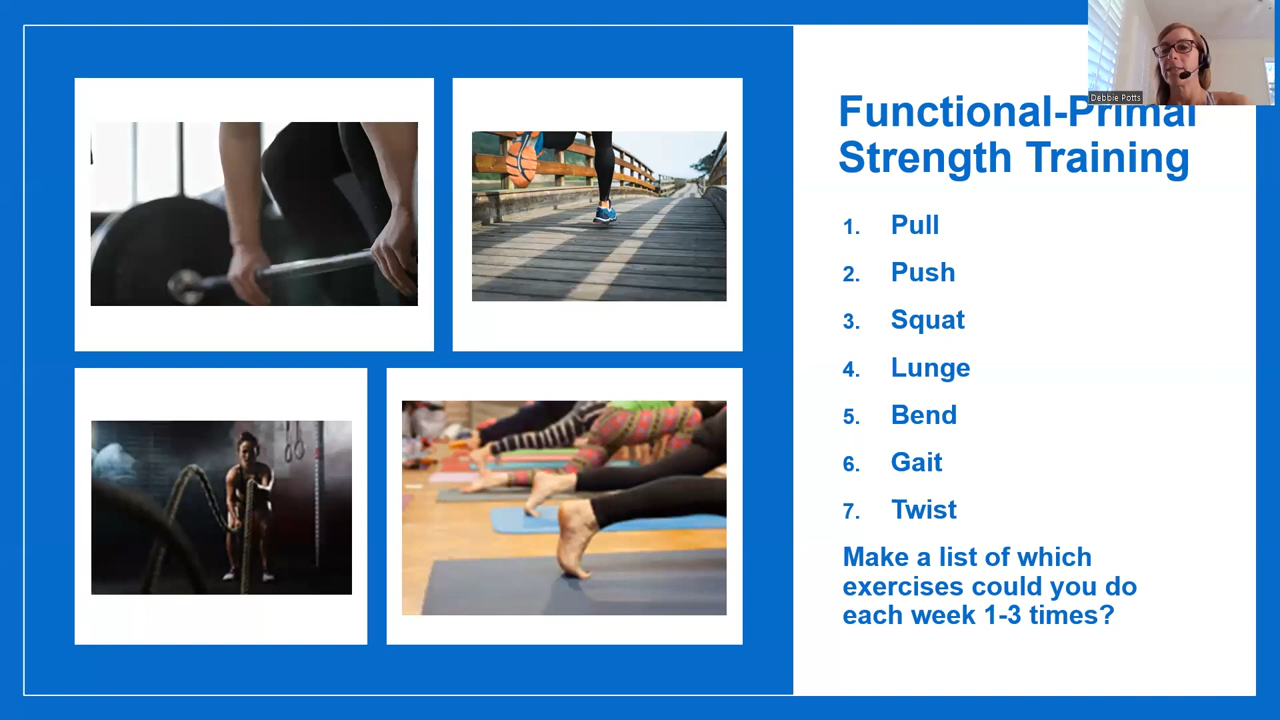 Debbie Potts
Functional-Primal
Strength Training
1. Pull
2. Push
3. Squat
4. Lunge
5. Bend
6. Gait
7. Twist
Make a list of which
exercises could you do
each week 1-3 times?